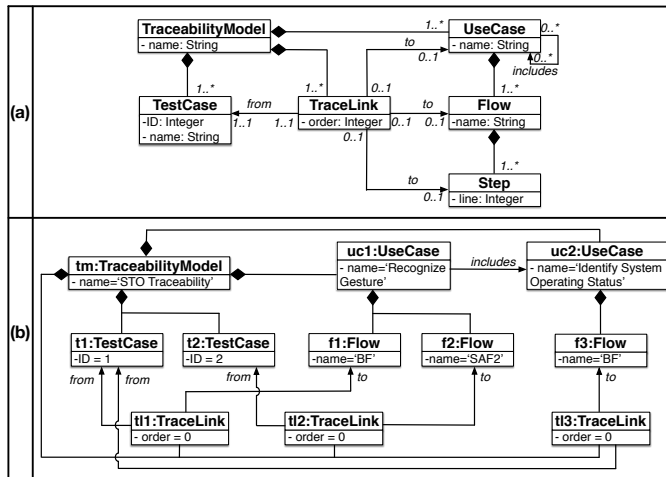 (a)
TraceabilityModel
- name: String
1..*
UseCase
- name: String
0..*
0..*
includes
to
0..1
0..1
1..*
1..*
1..*
TestCase
-ID: Integer
- name: String
from
1..1
1..1
TraceLink
- order: Integer
0..1
to
0..1
0..1
Flow
-name: String
to
0..1
1..*
Step
- line: Integer
(b)
tm:TraceabilityModel
- name='STO Traceability'
uc1:UseCase
- name='Recognize
Gesture'
includes
uc2:UseCase
- name='Identify System
Operating Status'
t1:TestCase
-ID = 1
t2:TestCase
-ID = 2
f1:Flow
-name='BF'
f2:Flow
-name='SAF2'
f3:Flow
-name='BF'
from
from
from
to
to
to
tl1:TraceLink
- order = 0
tl2:TraceLink
- order = 0
tl3:TraceLink
- order = 0